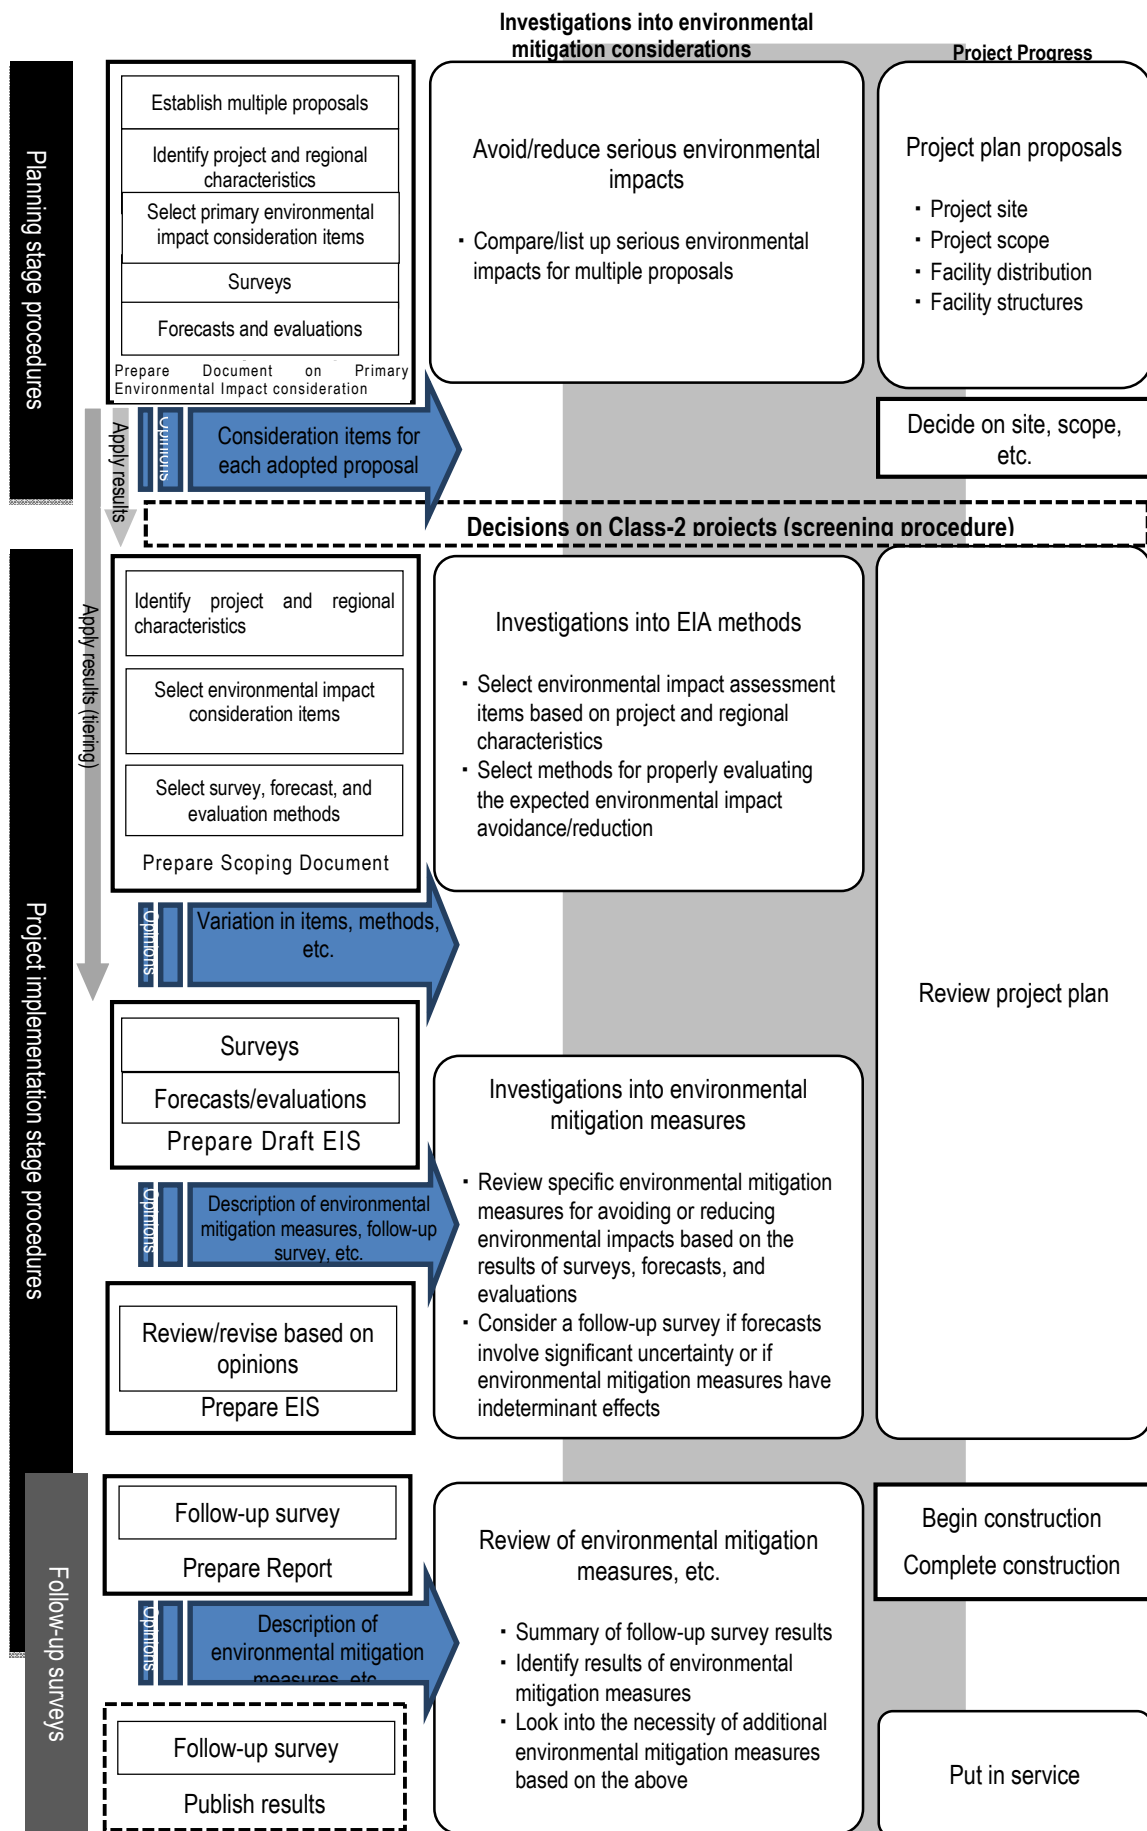 Investigations into environmental
mitigation considerations
Project Progress
Planning stage procedures
Establish multiple proposals
Identify project and regional
characteristics
Select primary environmental
impact consideration items
Surveys
Forecasts and evaluations
Prepare Document on Primary
Environmental Impact consideration
Avoid/reduce serious environmental
impacts
・ Compare/list up serious environmental
impacts for multiple proposals
Project plan proposals
・ Project site
・ Project scope
・ Facility distribution
・ Facility structures
Apply results
Opinions
Consideration items for
each adopted proposal
Decide on site, scope,
etc.
Decisions on Class-2 projects (screening procedure)
Project implementation stage procedures
Apply results (tiering)
Identify project and regional
characteristics
Select environmental impact
consideration items
Select survey, forecast, and
evaluation methods
Prepare Scoping Document
Investigations into EIA methods
・ Select environmental impact assessment
items based on project and regional
characteristics
・ Select methods for properly evaluating
the expected environmental impact
avoidance/reduction
Opinions
Variation in items, methods,
etc.
Review project plan
Surveys
Forecasts/evaluations
Prepare Draft EIS
Investigations into environmental
mitigation measures
・ Review specific environmental mitigation
measures for avoiding or reducing
environmental impacts based on the
results of surveys, forecasts, and
evaluations
・ Consider a follow-up survey if forecasts
involve significant uncertainty or if
environmental mitigation measures have
indeterminant effects
Opinions
Description of environmental
mitigation measures, follow-up
survey, etc.
Review/revise based on
opinions
Prepare EIS
Follow-up surveys
Follow-up survey
Prepare Report
Review of environmental mitigation
measures, etc.
・ Summary of follow-up survey results
・ Identify results of environmental
mitigation measures
・ Look into the necessity of additional
environmental mitigation measures
based on the above
Begin construction
Complete construction
Opinions
Description of
environmental mitigation
measures, etc.
Follow-up survey
Publish results
Put in service